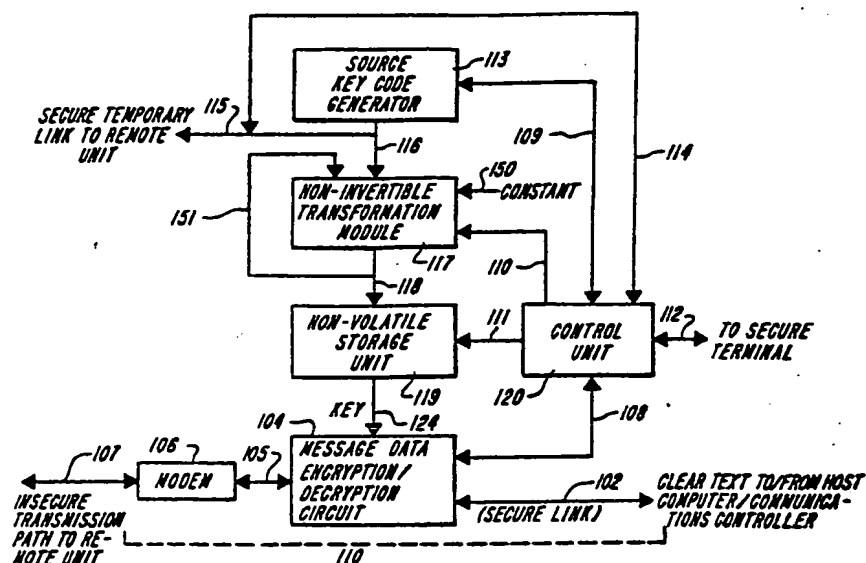 SOURCE
KEY CODE
GENERATOR
113
115
SECURE TEMPORARY
LINK TO REMOTE
UNIT
116
109
114
150
CONSTANT
151
NON-INVERTIBLE
TRANSFORMATION
MODULE
117
110
118
NON-VOLATILE
STORAGE
UNIT
119
111
CONTROL
UNIT
120
112
TO SECURE
TERMINAL
KEY
124
108
104
MESSAGE DATA
ENCRYPTION/
DECRYPTION
CIRCUIT
107
106
MODEM
105
102
(SECURE LINK)
CLEAR TEXT TO/FROM HOST
COMPUTER/COMMUNICA-
TIONS CONTROLLER
INSECURE
TRANSMISSION
PATH TO RE-
MOTE UNIT
110